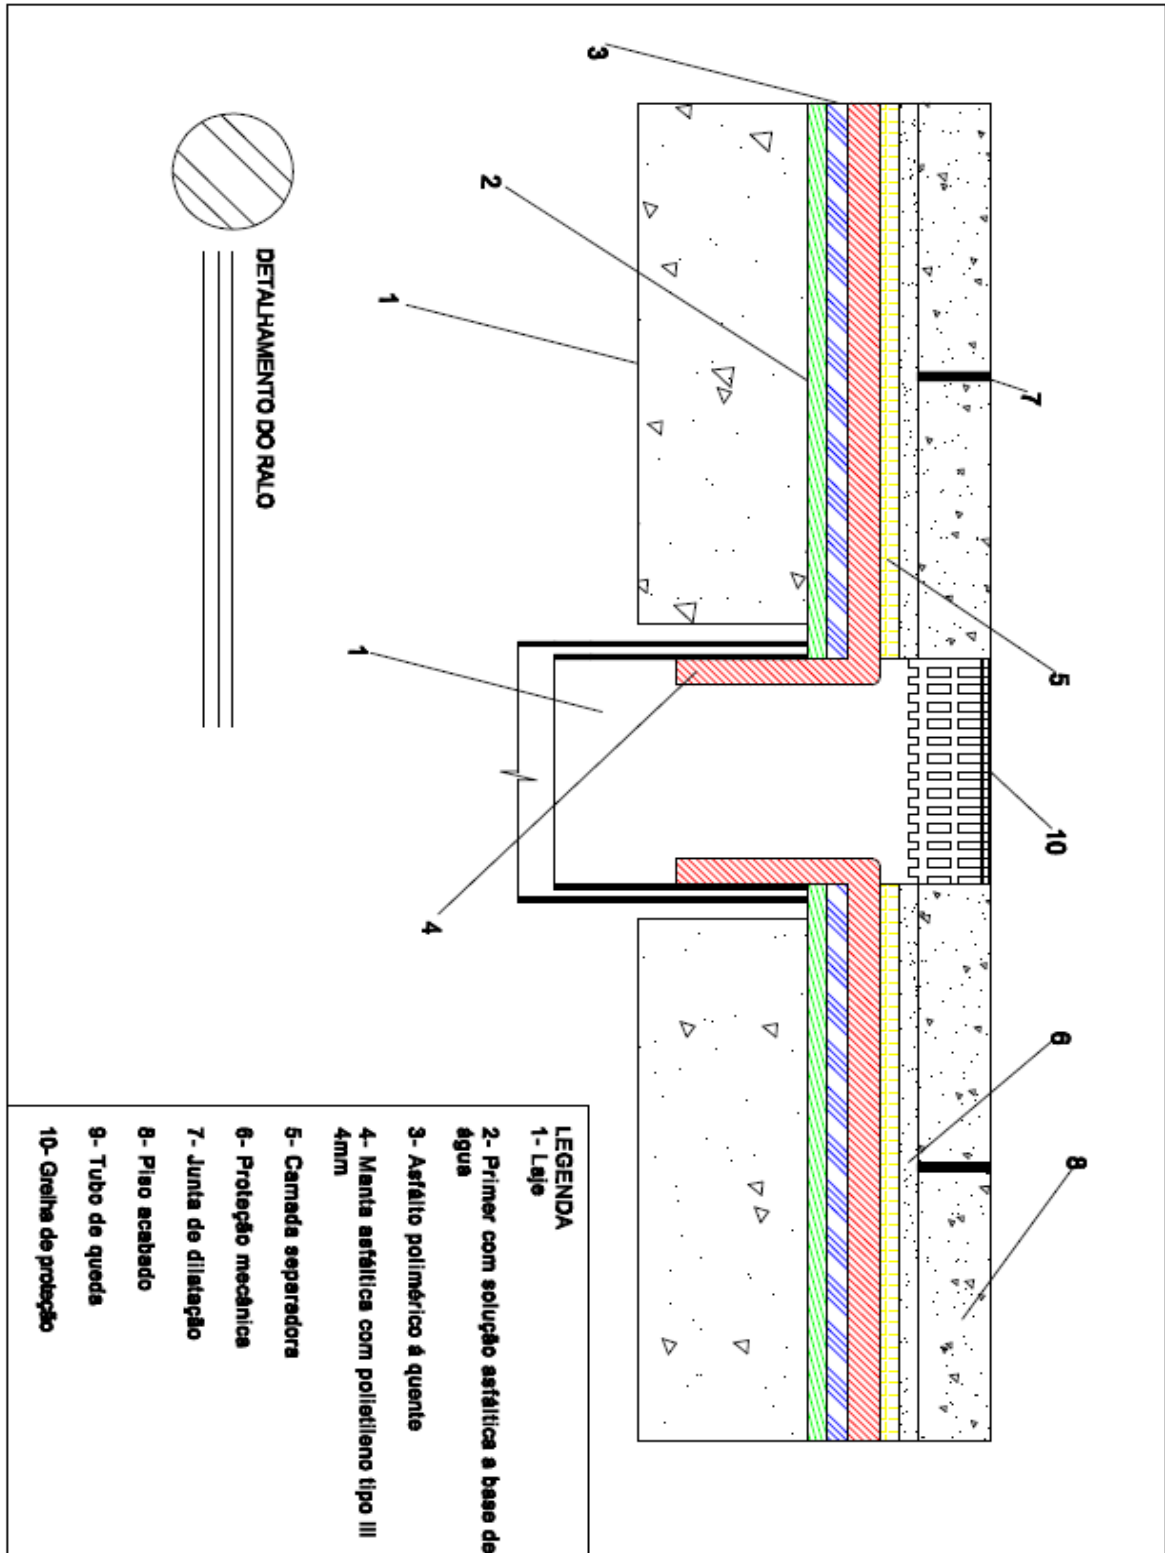 3
2
1
7
5
1
10
4
6
8
DETALHAMENTO DO RALO
LEGENDA
1- Laje
2- Primer com solução asfáltica a base de
água
3- Asfálto polimérico á quente
4- Manta asfáltica com polietileno tipo III
4mm
5- Camada separadora
6- Proteção mecânica
7- Junta de dilatação
8- Piso acabado
9- Tubo de queda
10- Grelha de proteção